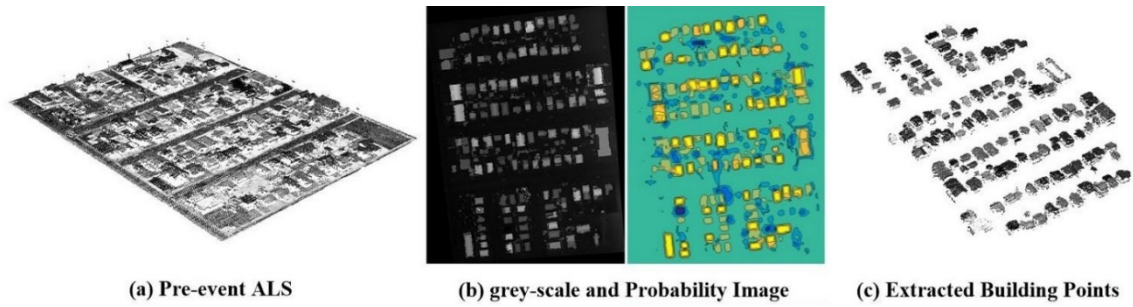 (a) Pre-event ALS
(b) grey-scale and Probability Image
(c) Extracted Building Points